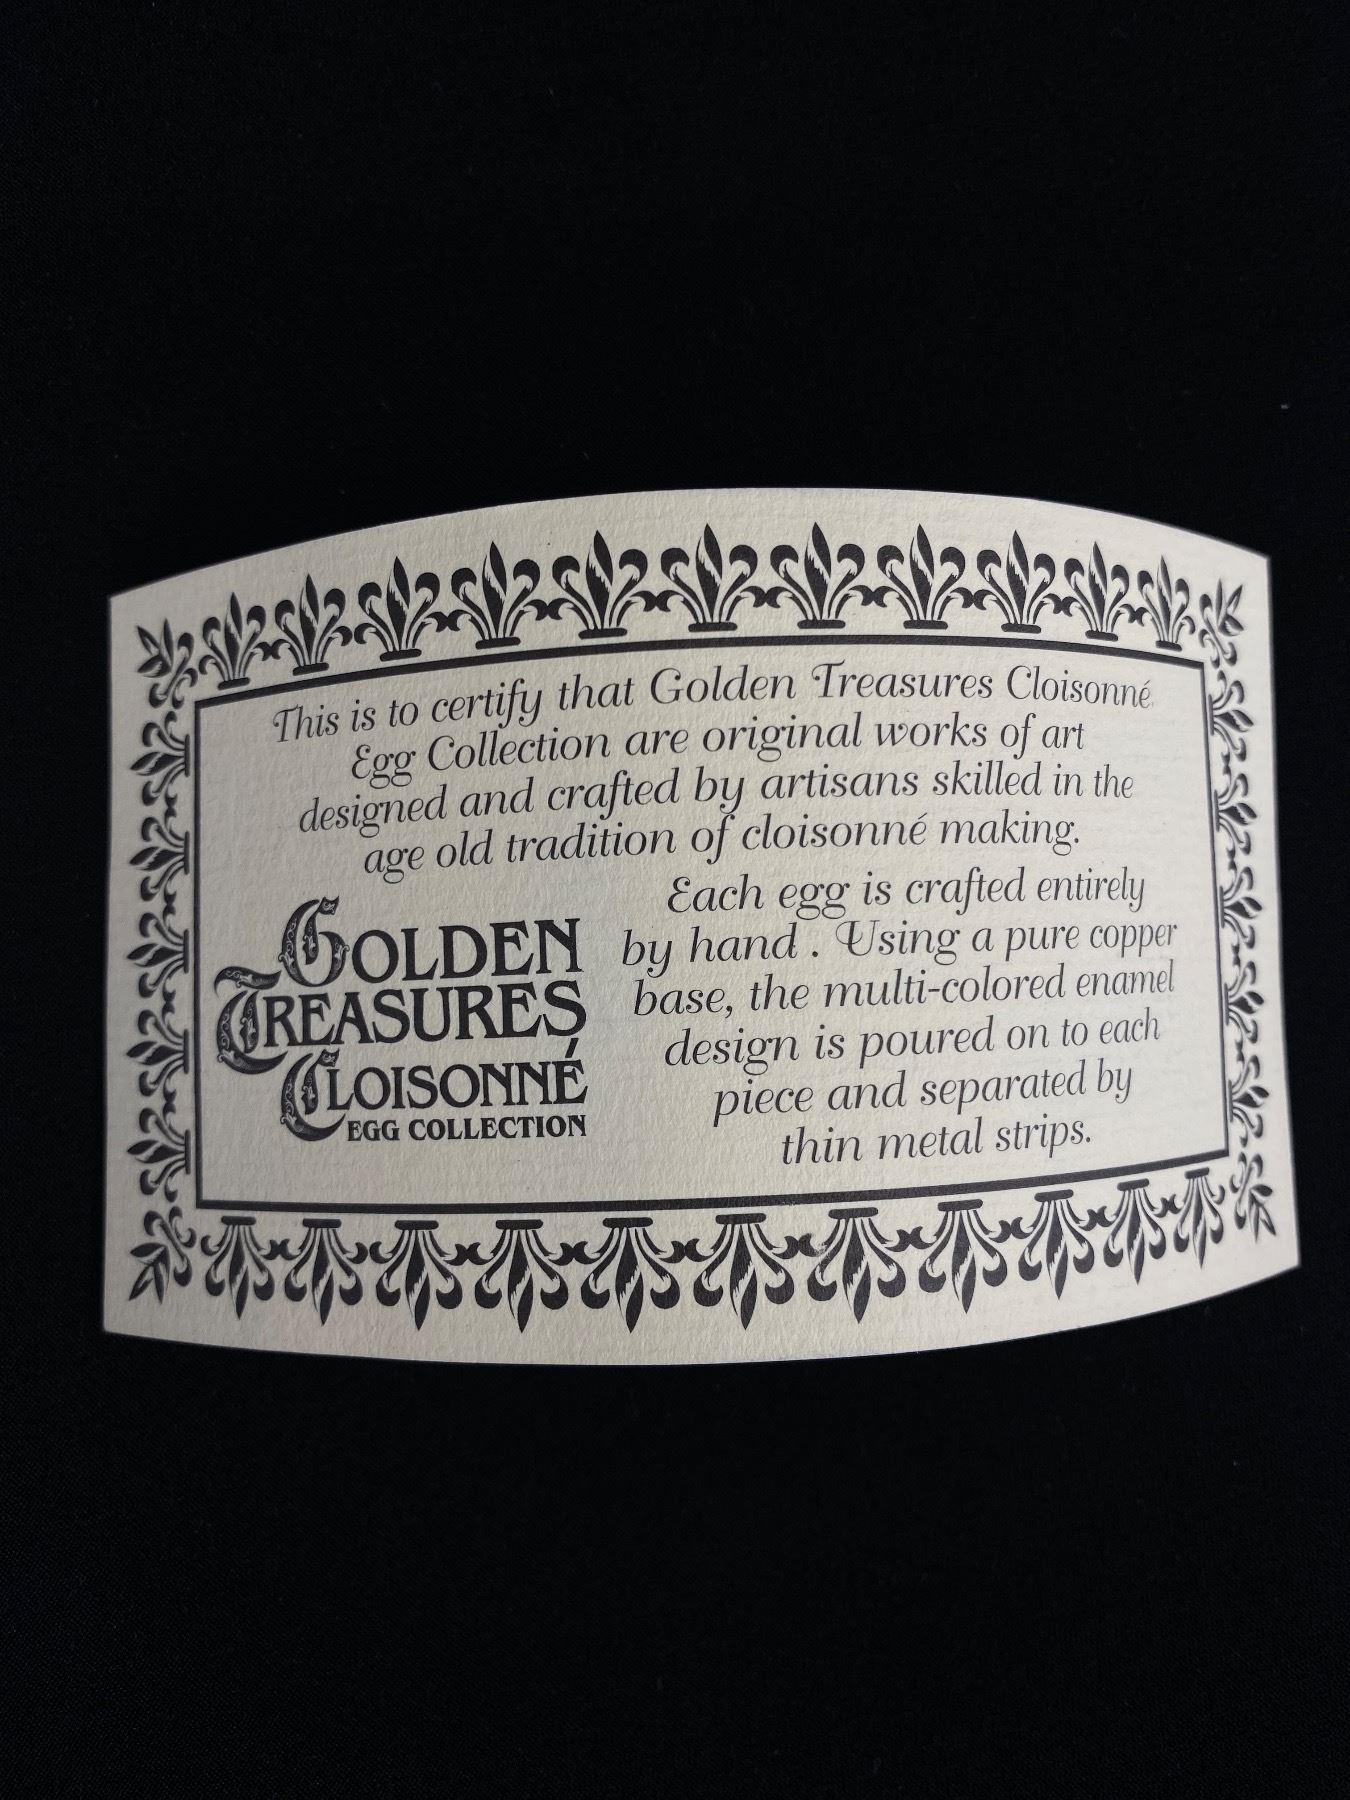 This is to certify that Golden Treasures Cloisonné
Egg Collection are original works of art
designed and crafted by artisans skilled in the
age old tradition of cloisonné making.
GOLDEN
TREASURES
CLOISONNÉ
EGG COLLECTION
Each egg is crafted entirely
by hand . Using a pure copper
base, the multi-colored enamel
design is poured on to each
piece and separated by
thin metal strips.